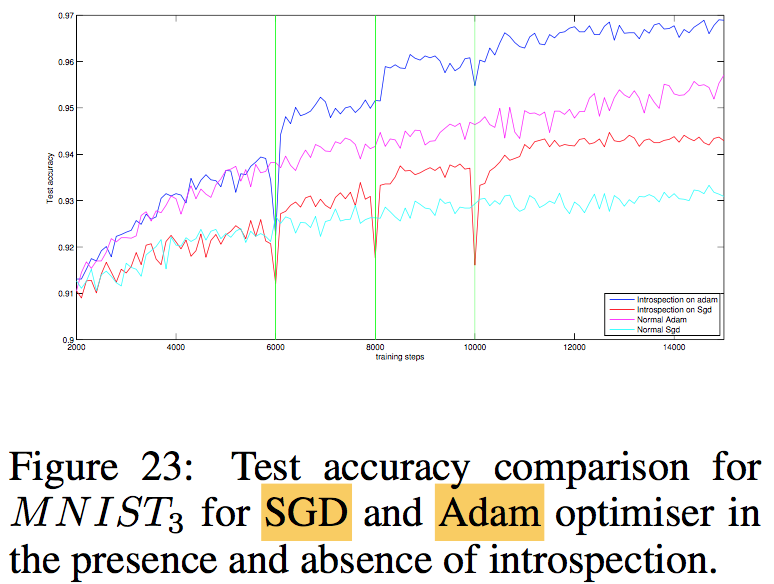 0.97
0.96
0.95
0.94
0.93
0.92
0.91
0.9
Test accuracy
2000 4000 6000 8000 10000 12000 14000
training steps
Introspection on adam
Introspection on Sgd
Normal Adam
Normal Sgd
Figure 23: Test accuracy comparison for
MNIST₃ for SGD and Adam optimiser in
the presence and absence of introspection.